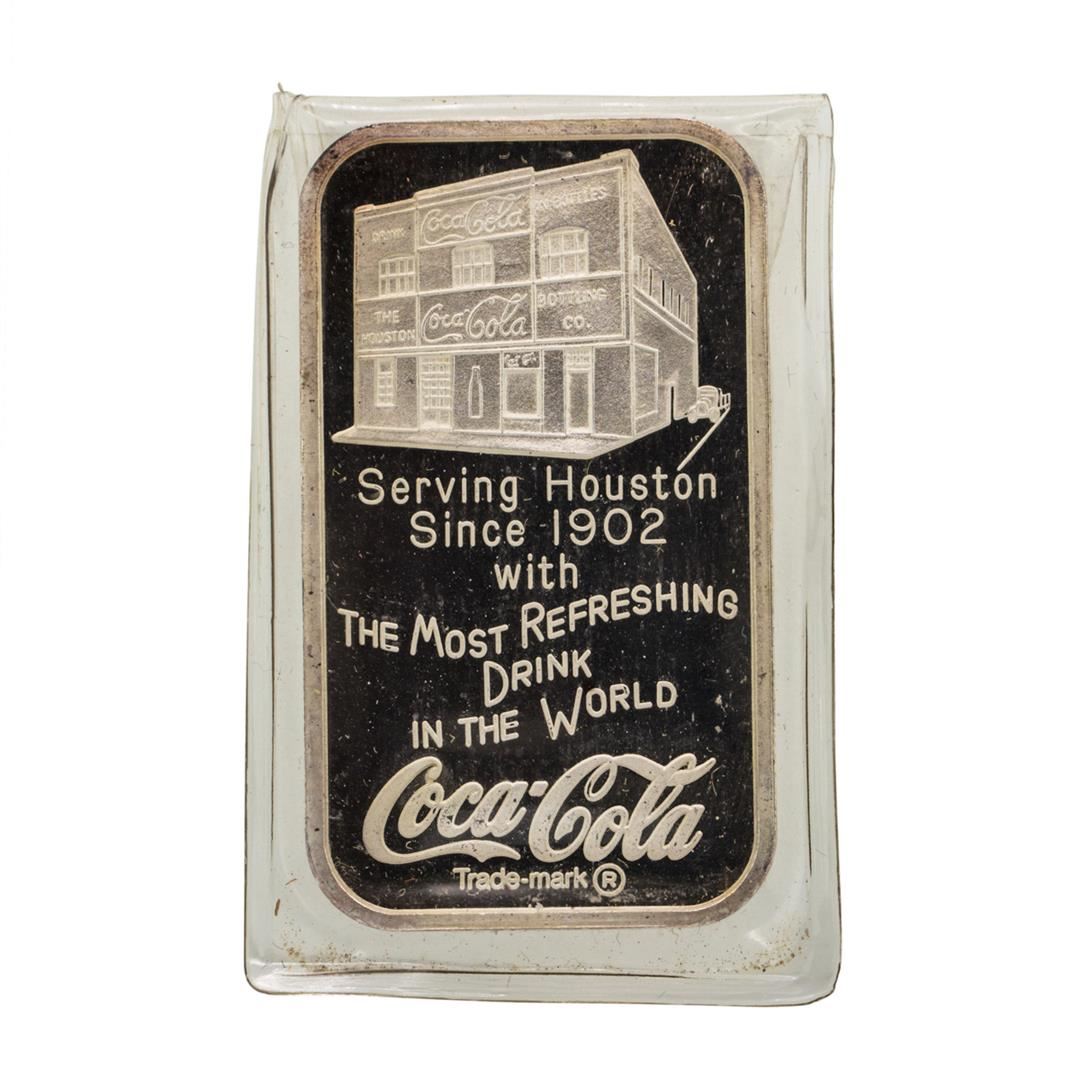 DRINK Coca-Cola IN BOTTLES
THE HOUSTON Coca-Cola BOTTLING CO.
Serving Houston
Since 1902
with
THE MOST REFRESHING
DRINK
IN THE WORLD
Coca-Cola
Trade-mark ®